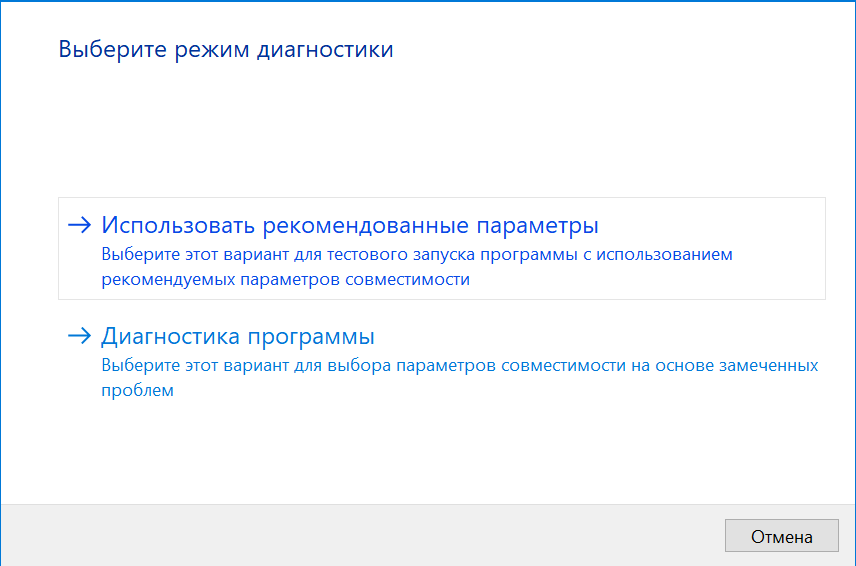 Выберите режим диагностики
Использовать рекомендованные параметры
Выберите этот вариант для тестового запуска программы с использованием
рекомендуемых параметров совместимости
Диагностика программы
Выберите этот вариант для выбора параметров совместимости на основе замеченных
проблем
Отмена